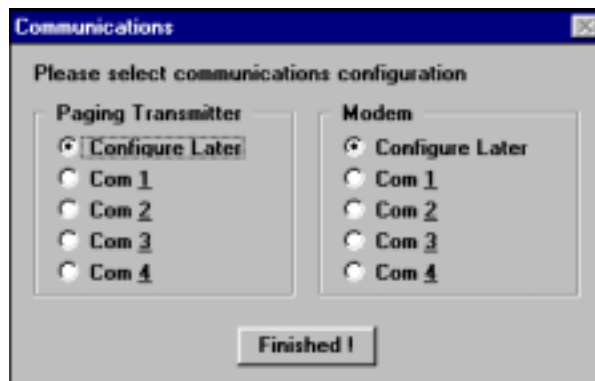 Communications
Please select communications configuration
Paging Transmitter
Configure Later
Com 1
Com 2
Com 3
Com 4
Modem
Configure Later
Com 1
Com 2
Com 3
Com 4
Finished !